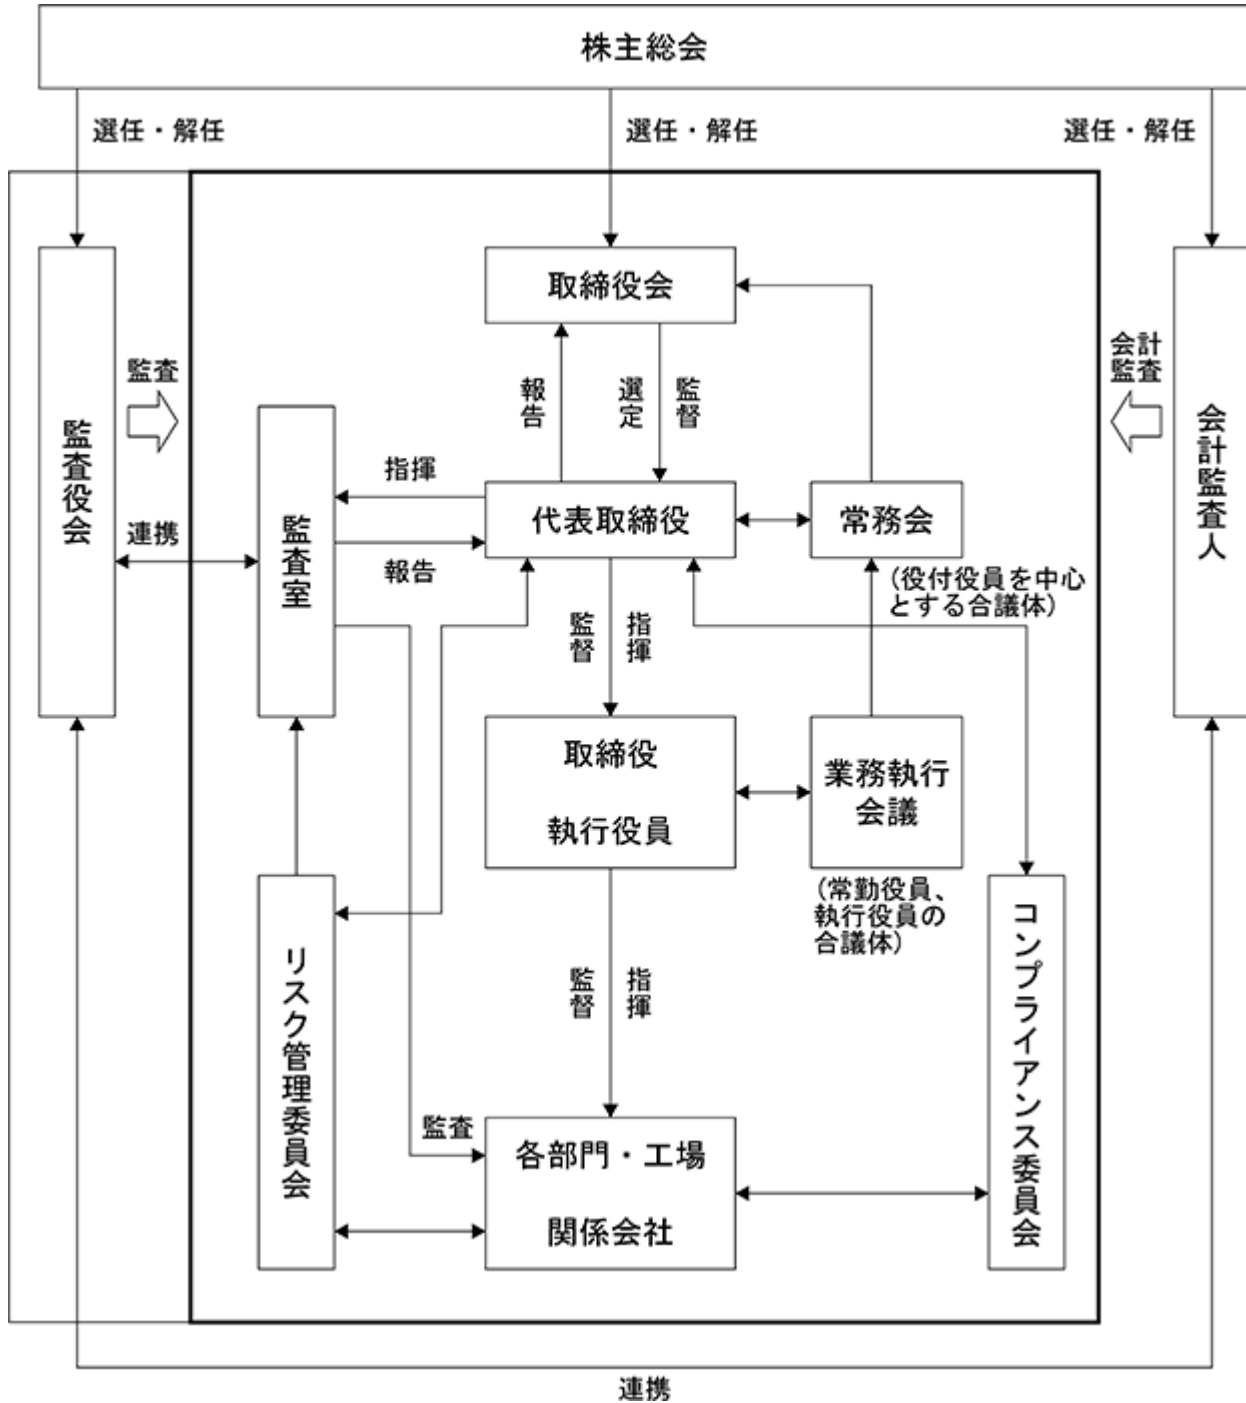 株主総会
選任・解任
選任・解任
選任・解任
取締役会
監査
会計
監査
報告
選定
監督
監査役会
会計監査人
指揮
監査室
代表取締役
常務会
連携
報告
(役付役員を中心
とする合議体)
監督
指揮
取締役
執行役員
業務執行
会議
(常勤役員、
執行役員の
合議体)
コンプライアンス委員会
リスク管理委員会
監督
指揮
監査
各部門・工場
関係会社
連携